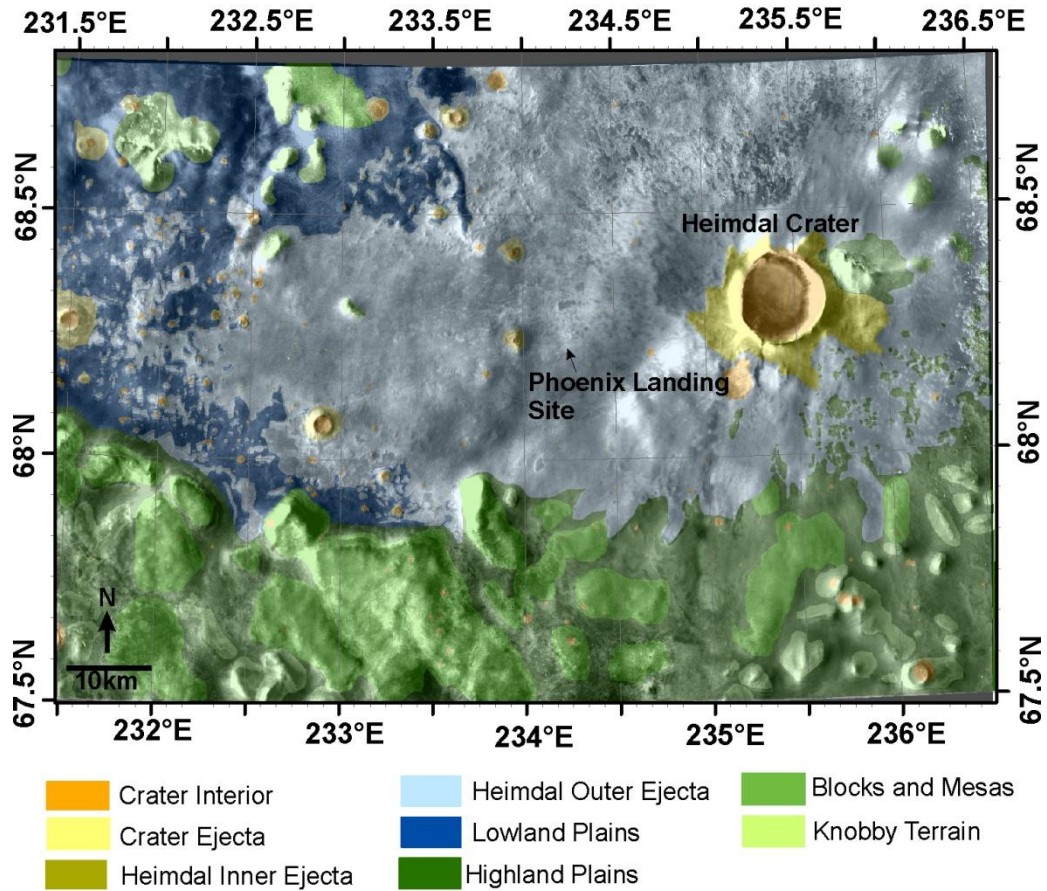 231.5°E 232.5°E 233.5°E 234.5°E 235.5°E 236.5°E
68.5°N 68.5°N
Heimdal Crater
Phoenix Landing
Site
68°N 68°N
N
10km
67.5°N 67.5°N
232°E 233°E 234°E 235°E 236°E
Crater Interior Heimdal Outer Ejecta Blocks and Mesas
Crater Ejecta Lowland Plains Knobby Terrain
Heimdal Inner Ejecta Highland Plains